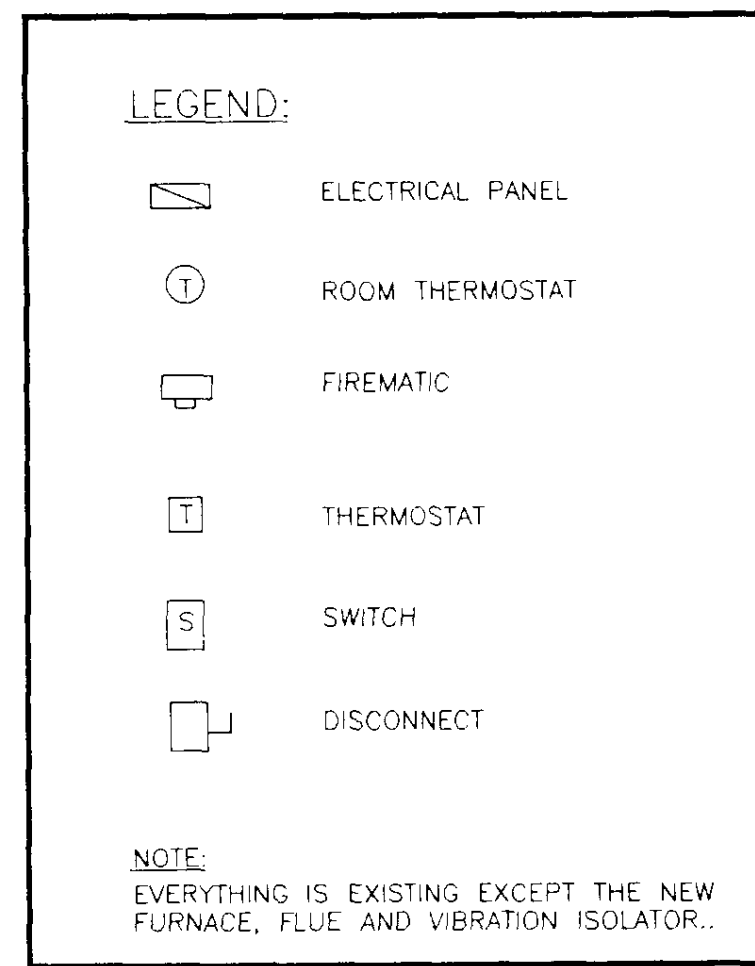 LEGEND:
ELECTRICAL PANEL
T ROOM THERMOSTAT
FIREMATIC
T THERMOSTAT
S SWITCH
DISCONNECT
NOTE:
EVERYTHING IS EXISTING EXCEPT THE NEW
FURNACE, FLUE AND VIBRATION ISOLATOR..